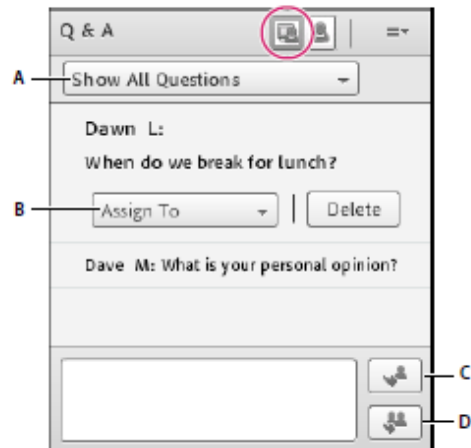 Q & A
A
Show All Questions
Dawn L:
When do we break for lunch?
B
Assign To
Delete
Dave M: What is your personal opinion?
C
D